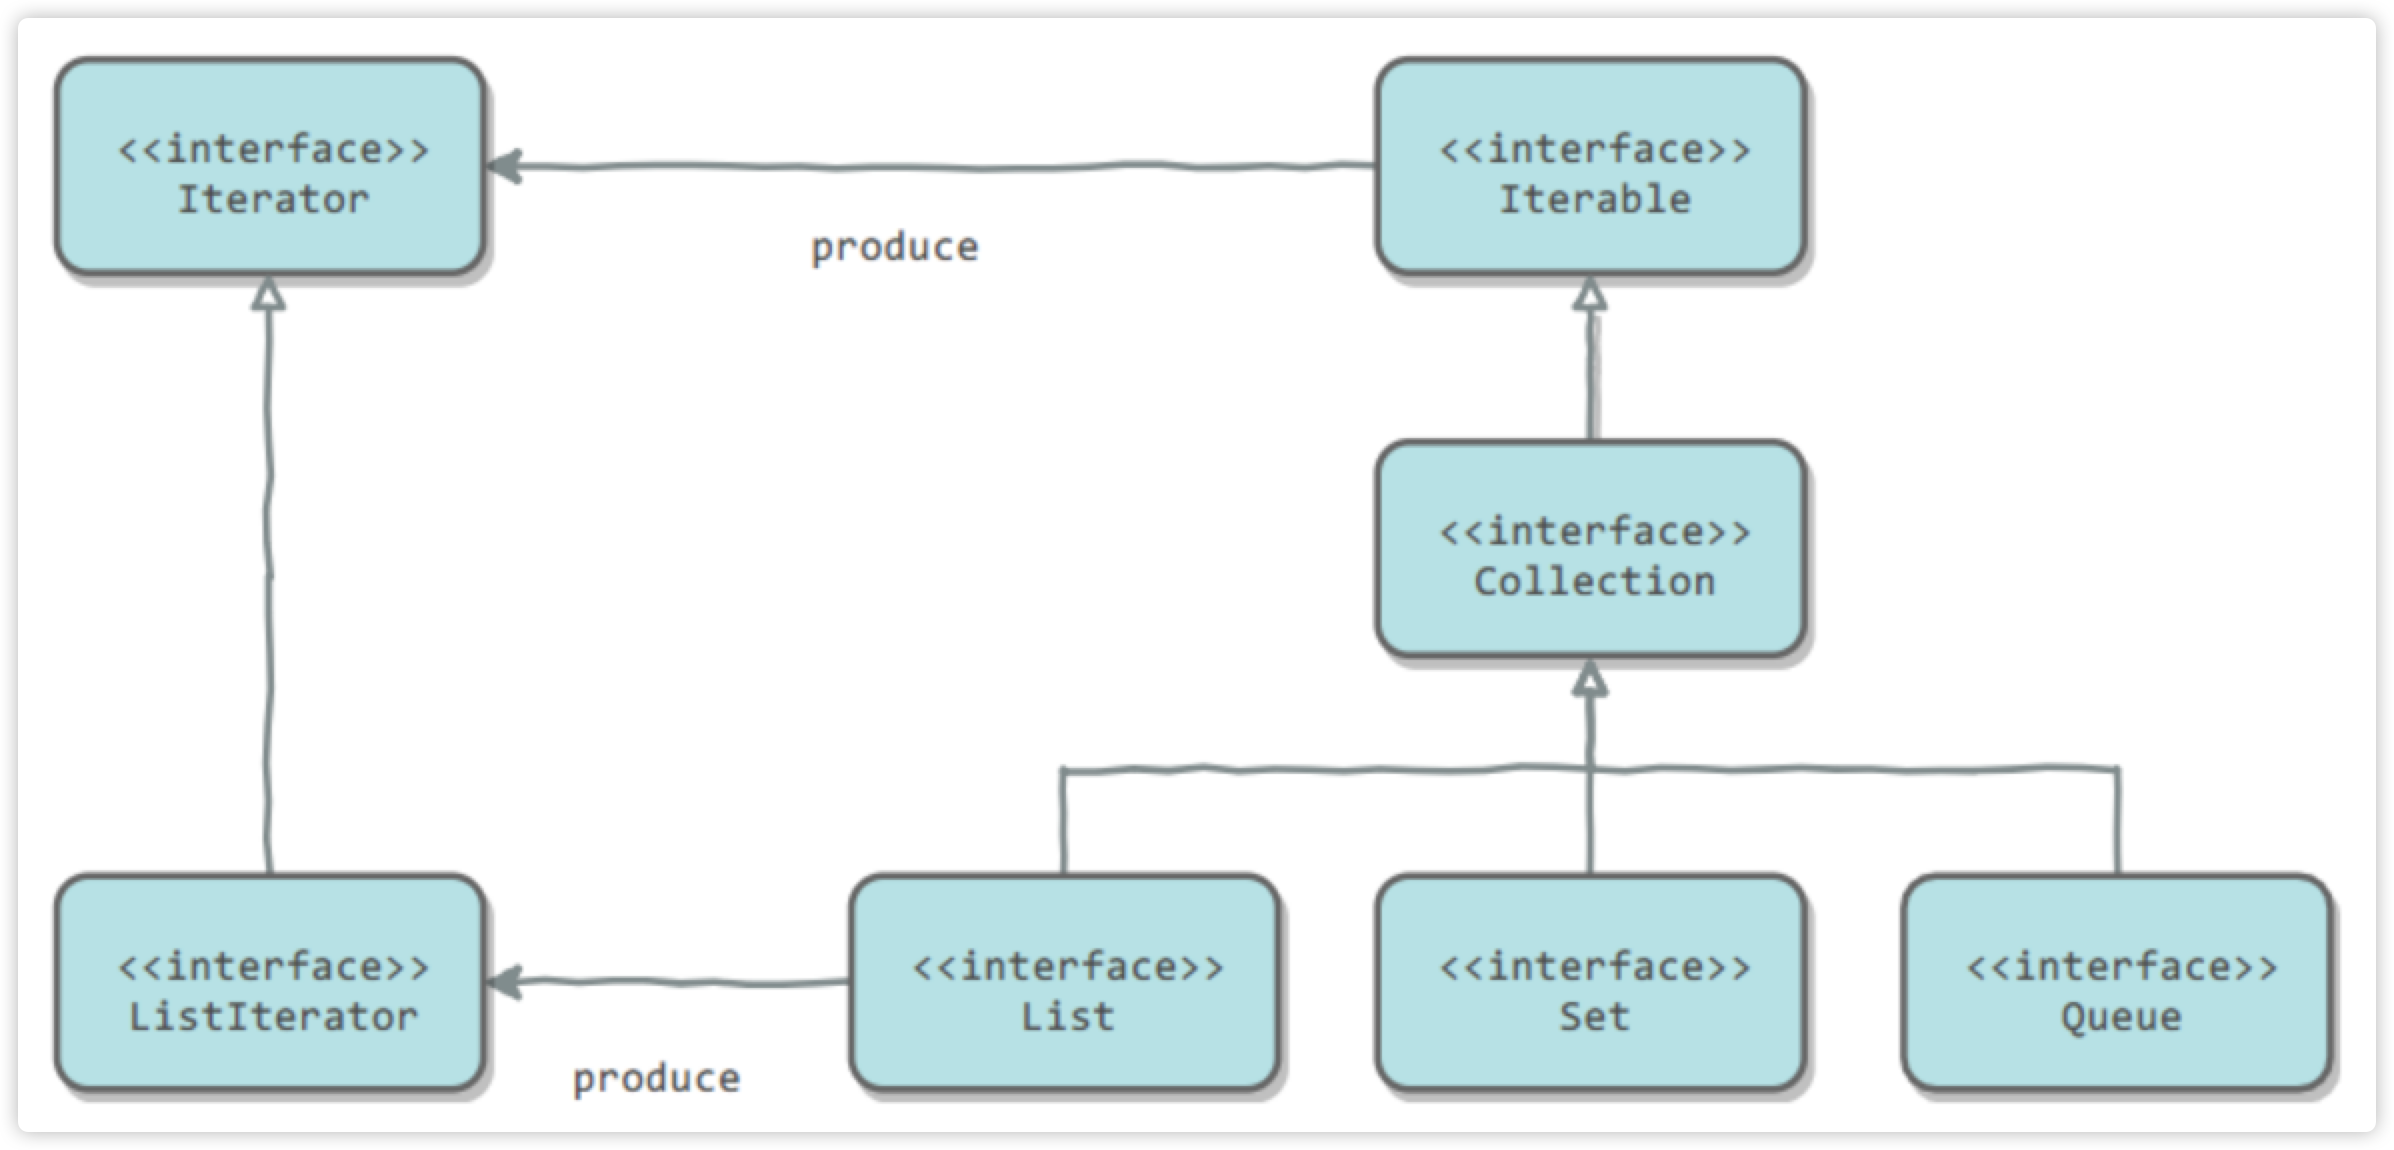 <<interface>>
Iterator
<<interface>>
Iterable
produce
<<interface>>
Collection
<<interface>>
ListIterator
<<interface>>
List
<<interface>>
Set
<<interface>>
Queue
produce